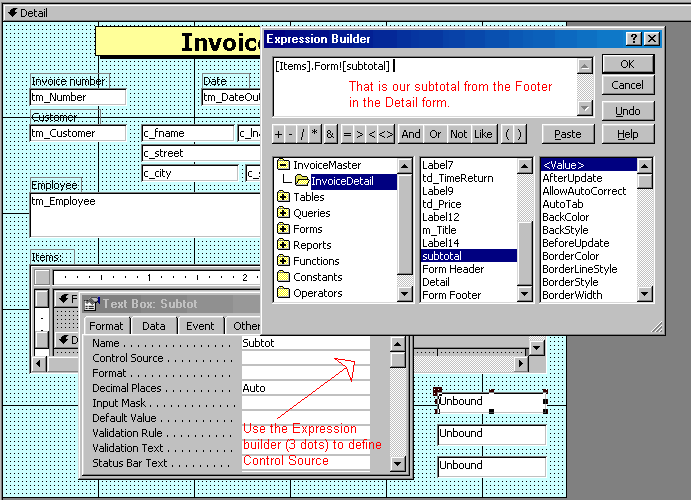 Detail
Invoice
Invoice number
Date
tm_Number
tm_DateOut
Customer
tm_Customer
c_fname
c_street
c_city
Employee
tm_Employee
Items:
1
2
Text Box: Subtot
Format
Data
Event
Other
Name
Subtot
Control Source
Format
Decimal Places
Auto
Input Mask
Default Value
Validation Rule
Validation Text
Status Bar Text
Use the Expression
builder (3 dots) to define
Control Source
Unbound
Unbound
Unbound
Expression Builder
? ×
[Items].Form![subtotal]
That is our subtotal from the Footer
in the Detail form.
OK
Cancel
Undo
Help
+ - / * & = > < <> And Or Not Like ( ) Paste
InvoiceMaster
InvoiceDetail
Tables
Queries
Forms
Reports
Functions
Constants
Operators
Label7
td_TimeReturn
Label9
td_Price
Label12
m_Title
Label14
subtotal
Form Header
Detail
Form Footer
<Value>
AfterUpdate
AllowAutoCorrect
AutoTab
BackColor
BackStyle
BeforeUpdate
BorderColor
BorderLineStyle
BorderStyle
BorderWidth